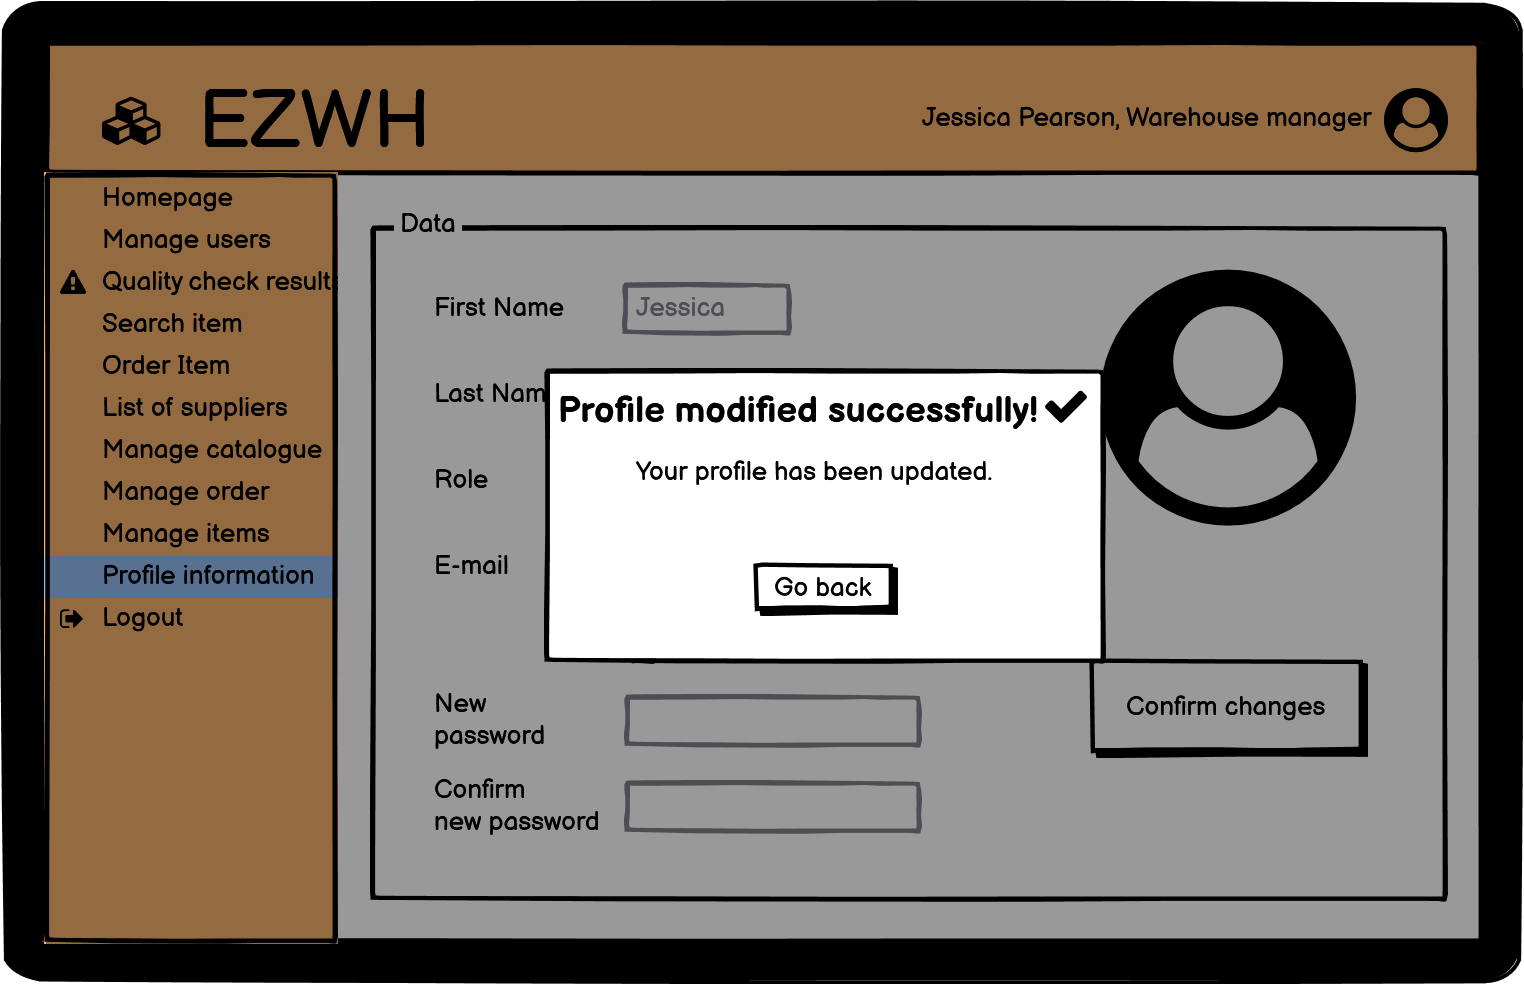 EZWH
Jessica Pearson, Warehouse manager
Homepage
Manage users
Quality check results
Search item
Order Item
List of suppliers
Manage catalogue
Manage order
Manage items
Profile information
Logout
Data
First Name
Jessica
Last Nam
Role
E-mail
Profile modified successfully!
Your profile has been updated.
Go back
New
password
Confirm
new password
Confirm changes